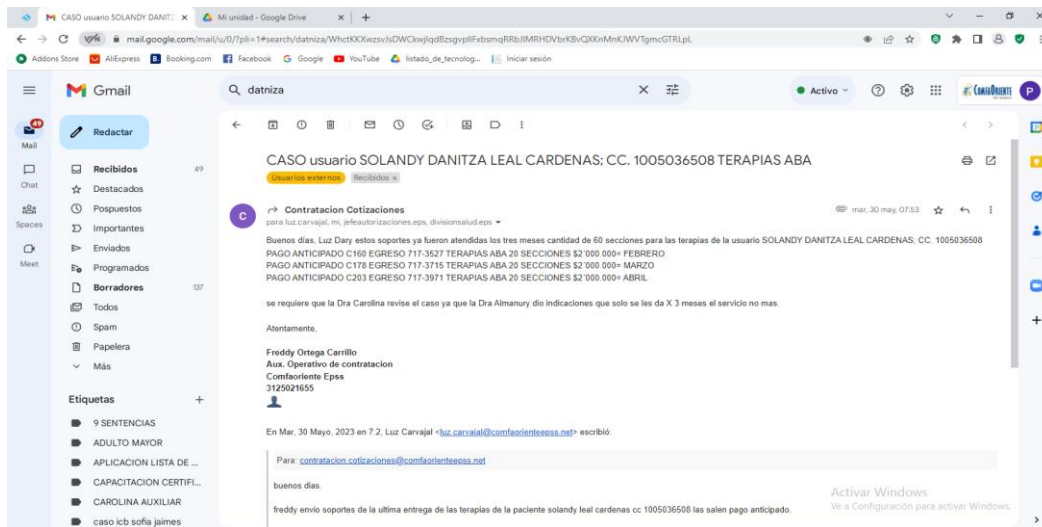 CASO usuario SOLANDY DANITZ
Mi unidad - Google Drive
VPN
Addons Store AliExpress Booking.com Facebook Google YouTube listado_de_tecnolog... Iniciar sesión
Gmail
datniza
Activo
COMFAORIENTE
P
Mail
Chat
Spaces
Meet
Redactar
Recibidos 49
Destacados
Pospuestos
Importantes
Enviados
Programados
Borradores 137
Todos
Spam
Papelera
Más
Etiquetas
9 SENTENCIAS
ADULTO MAYOR
APLICACION LISTA DE ...
CAPACITACION CERTIFI...
CAROLINA AUXILIAR
caso icb sofia jaimes
CASO usuario SOLANDY DANITZA LEAL CARDENAS; CC. 1005036508 TERAPIAS ABA
Usuarios externos Recibidos x
C
Contratacion Cotizaciones
mar, 30 may, 07:53
para luz.carvajal, mi, jefeautorizaciones.eps, divisionsalud.eps
Buenos días, Luz Dary estos soportes ya fueron atendidas los tres meses cantidad de 60 secciones para las terapias de la usuario SOLANDY DANITZA LEAL CARDENAS; CC. 1005036508
PAGO ANTICIPADO C160 EGRESO 717-3527 TERAPIAS ABA 20 SECCIONES $2´000.000= FEBRERO
PAGO ANTICIPADO C178 EGRESO 717-3715 TERAPIAS ABA 20 SECCIONES $2´000.000= MARZO
PAGO ANTICIPADO C203 EGRESO 717-3971 TERAPIAS ABA 20 SECCIONES $2´000.000= ABRIL
se requiere que la Dra Carolina revise el caso ya que la Dra Almanury dio indicaciones que solo se les da X 3 meses el servicio no mas.
Atentamente,
Freddy Ortega Carrillo
Aux. Operativo de contratacion
Comfaoriente Epss
3125021655
En Mar, 30 Mayo, 2023 en 7:2, Luz Carvajal <luz.carvajal@comfaorienteepss.net> escribió:
Para: contratacion.cotizaciones@comfaorienteepss.net
buenos dias.
freddy envio soportes de la ultima entrega de las terapias de la paciente solandy leal cardenas cc 1005036508 las salen pago anticipado.
Activar Windows
Ve a Configuración para activar Windows.